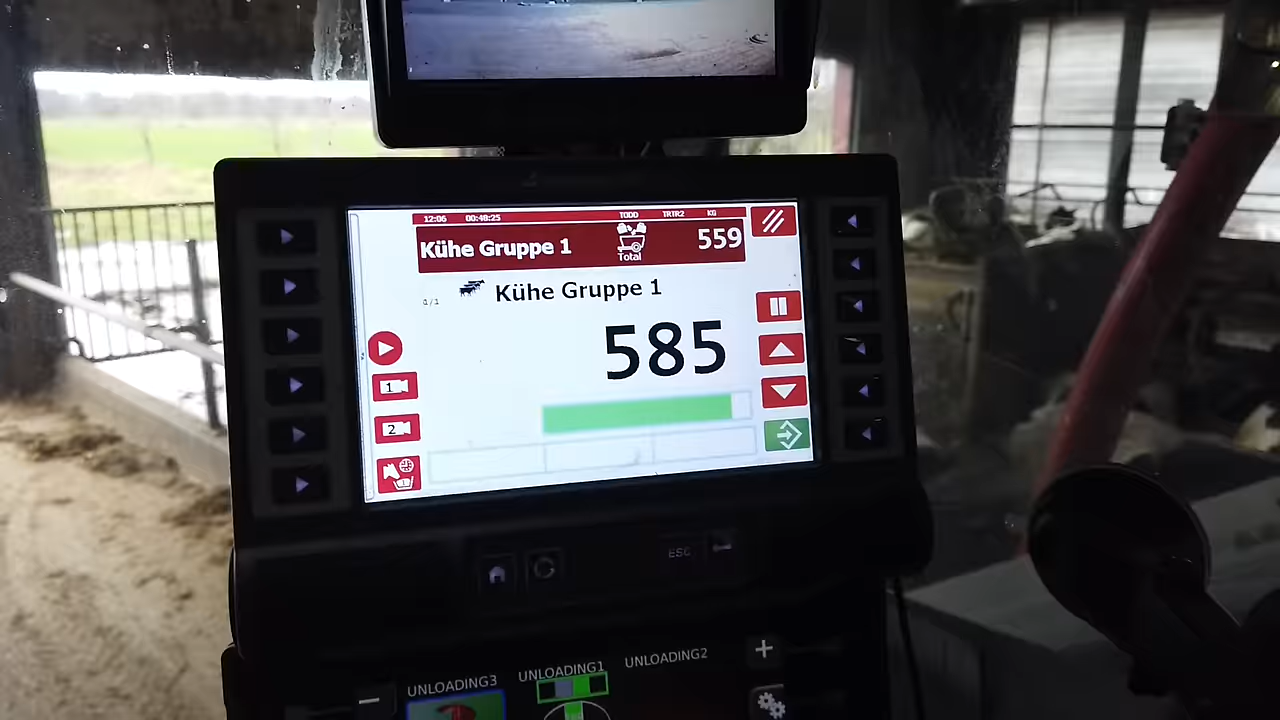 12:06 00:48:25 TODD TRTR2 KG
Kühe Gruppe 1 Total 559
1/1 Kühe Gruppe 1
585
1
2
ESC
UNLOADING3 UNLOADING1 UNLOADING2